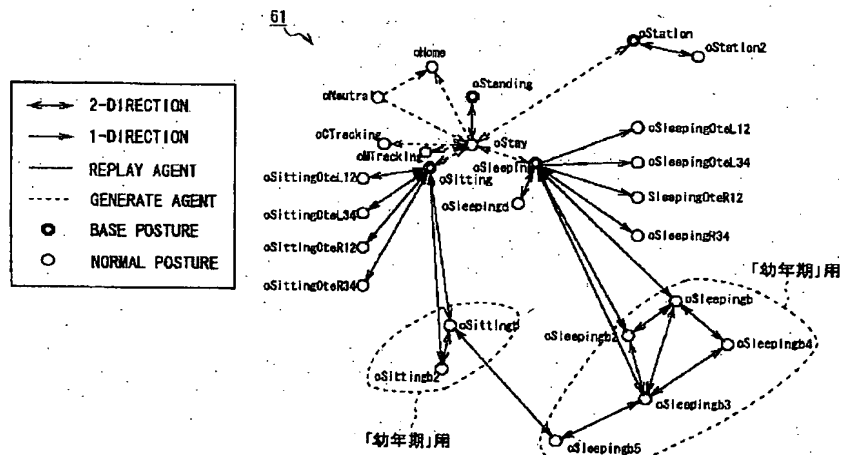 61
oHome
oNeutral
oStanding
oCTracking
oMTracking
oStay
oStation
oStation2
2-DIRECTION
1-DIRECTION
REPLAY AGENT
GENERATE AGENT
BASE POSTURE
NORMAL POSTURE
oSitting
oSleeping
oSleepingd
oSittingOteL12
oSittingOteL34
oSittingOteR12
oSittingOteR34
oSleepingOteL12
oSleepingOteL34
SleepingOteR12
oSleepingR34
「幼年期」用
oSittingb
oSittingb2
「幼年期」用
oSleepingb
oSleepingb2
oSleepingb4
oSleepingb3
oSleepingb5